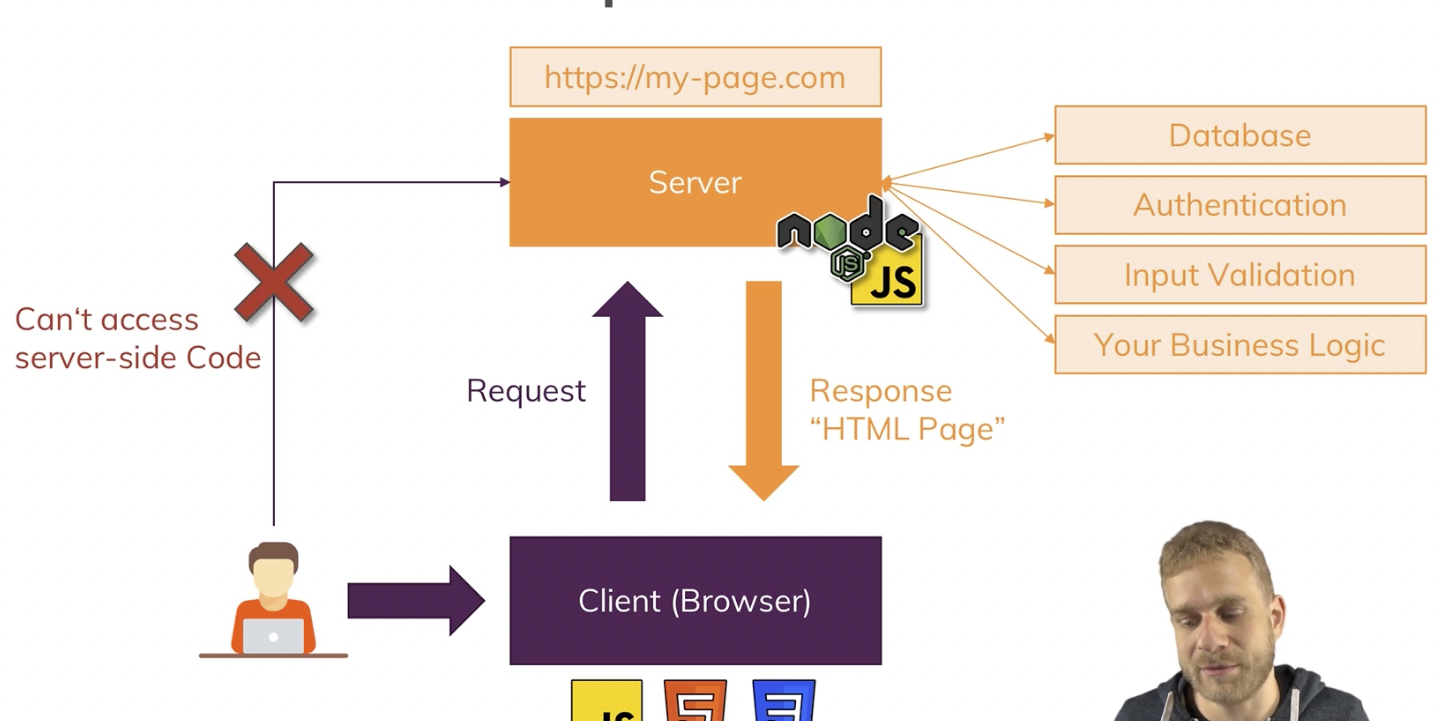 https://my-page.com
Server
node
JS
JS
Database
Authentication
Input Validation
Your Business Logic
Can‘t access
server-side Code
Request
Response
“HTML Page”
Client (Browser)
JS